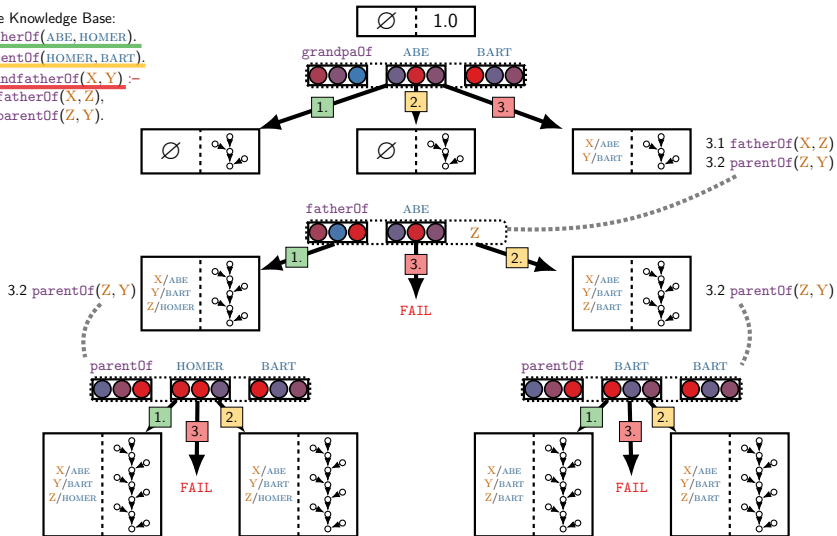 e Knowledge Base:
herOf(ABE, HOMER).
entOf(HOMER, BART).
andfatherOf(X, Y) :–
fatherOf(X, Z),
parentOf(Z, Y).
∅ 1.0
grandpaOf ABE BART
1. 2. 3.
∅ ∅ X/ABE
Y/BART
3.1 fatherOf(X, Z)
3.2 parentOf(Z, Y)
fatherOf ABE Z
1. 3. 2.
3.2 parentOf(Z, Y)
X/ABE
Y/BART
Z/HOMER
FAIL
X/ABE
Y/BART
Z/BART
3.2 parentOf(Z, Y)
parentOf HOMER BART
1. 3. 2.
X/ABE
Y/BART
Z/HOMER
FAIL
X/ABE
Y/BART
Z/HOMER
parentOf BART BART
1. 3. 2.
X/ABE
Y/BART
Z/BART
FAIL
X/ABE
Y/BART
Z/BART